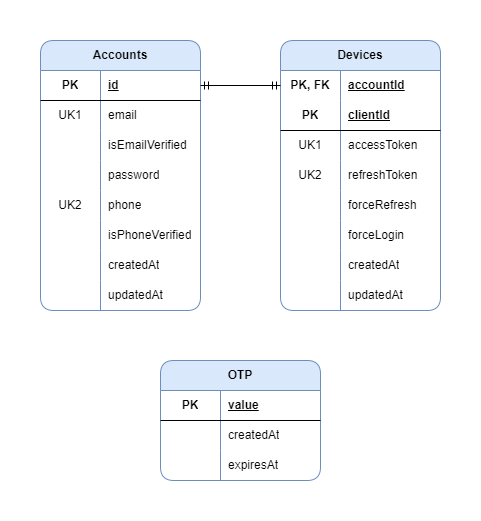 Accounts
PK id
UK1 email
isEmailVerified
password
UK2 phone
isPhoneVerified
createdAt
updatedAt
Devices
PK, FK accountId
PK clientId
UK1 accessToken
UK2 refreshToken
forceRefresh
forceLogin
createdAt
updatedAt
OTP
PK value
createdAt
expiresAt